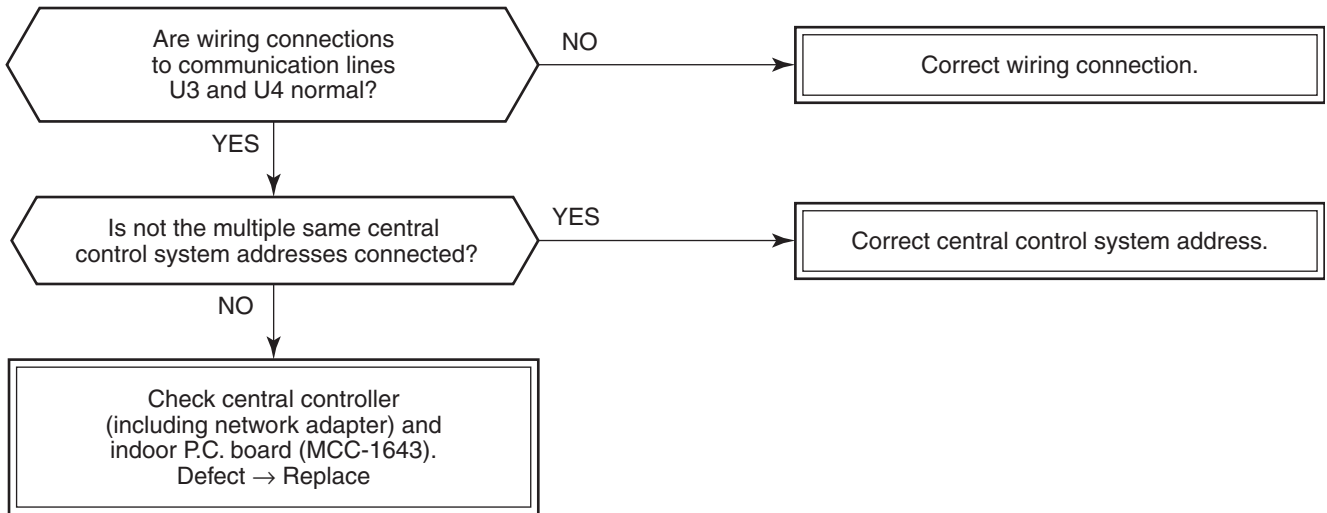 Are wiring connections
to communication lines
U3 and U4 normal?
NO
Correct wiring connection.
YES
Is not the multiple same central
control system addresses connected?
YES
Correct central control system address.
NO
Check central controller
(including network adapter) and
indoor P.C. board (MCC-1643).
Defect → Replace